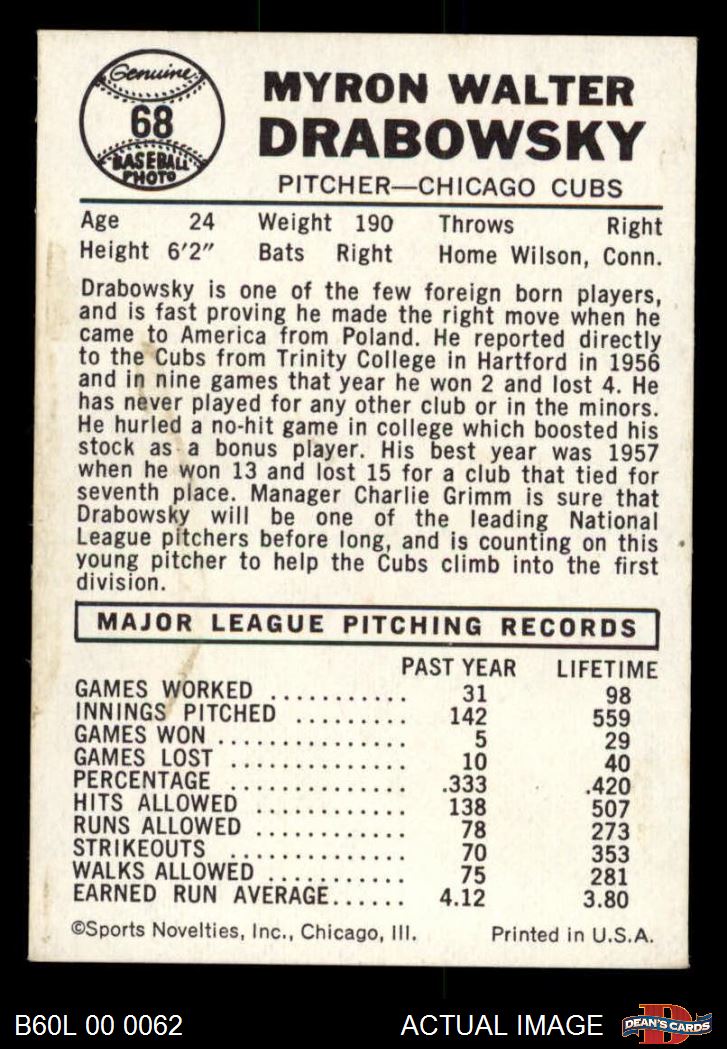 Genuine
68
BASEBALL
PHOTO
MYRON WALTER
DRABOWSKY
PITCHER—CHICAGO CUBS
Age 24 Weight 190 Throws Right
Height 6'2" Bats Right Home Wilson, Conn.
Drabowsky is one of the few foreign born players,
and is fast proving he made the right move when he
came to America from Poland. He reported directly
to the Cubs from Trinity College in Hartford in 1956
and in nine games that year he won 2 and lost 4. He
has never played for any other club or in the minors.
He hurled a no-hit game in college which boosted his
stock as a bonus player. His best year was 1957
when he won 13 and lost 15 for a club that tied for
seventh place. Manager Charlie Grimm is sure that
Drabowsky will be one of the leading National
League pitchers before long, and is counting on this
young pitcher to help the Cubs climb into the first
division.
MAJOR LEAGUE PITCHING RECORDS
PAST YEAR LIFETIME
GAMES WORKED ........... 31 98
INNINGS PITCHED ......... 142 559
GAMES WON ............... 5 29
GAMES LOST .............. 10 40
PERCENTAGE .............. .333 .420
HITS ALLOWED ............ 138 507
RUNS ALLOWED ............ 78 273
STRIKEOUTS .............. 70 353
WALKS ALLOWED ........... 75 281
EARNED RUN AVERAGE...... 4.12 3.80
©Sports Novelties, Inc., Chicago, Ill. Printed in U.S.A.
B60L 00 0062 ACTUAL IMAGE D DEAN'S CARDS